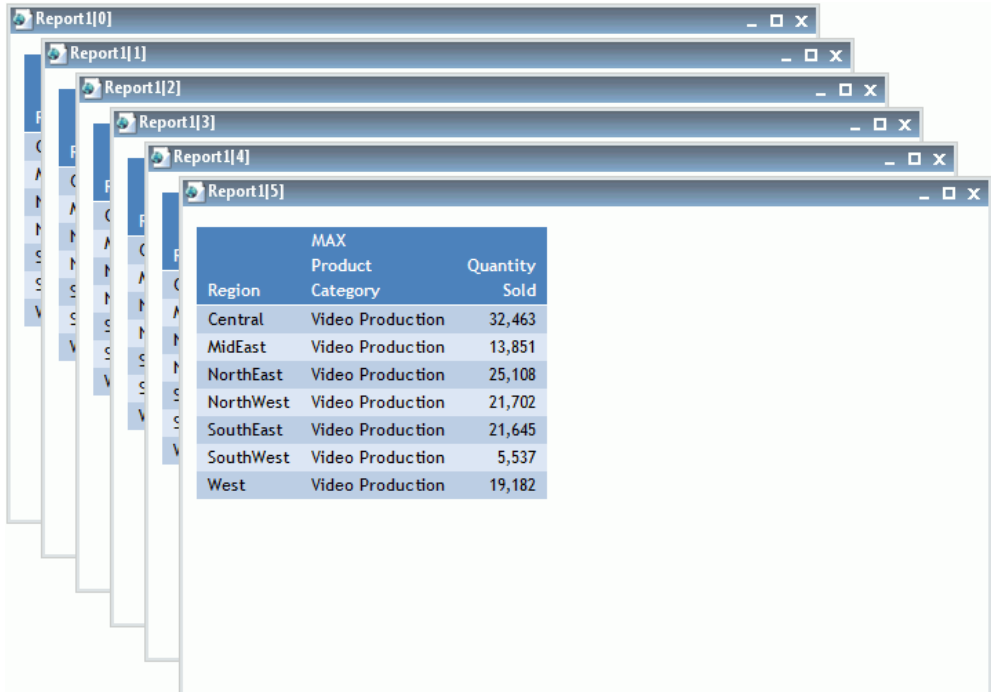 Report1[0]
Report1[1]
Report1[2]
Report1[3]
Report1[4]
Report1[5]
MAX
Product Quantity
Region Category Sold
Central Video Production 32,463
MidEast Video Production 13,851
NorthEast Video Production 25,108
NorthWest Video Production 21,702
SouthEast Video Production 21,645
SouthWest Video Production 5,537
West Video Production 19,182